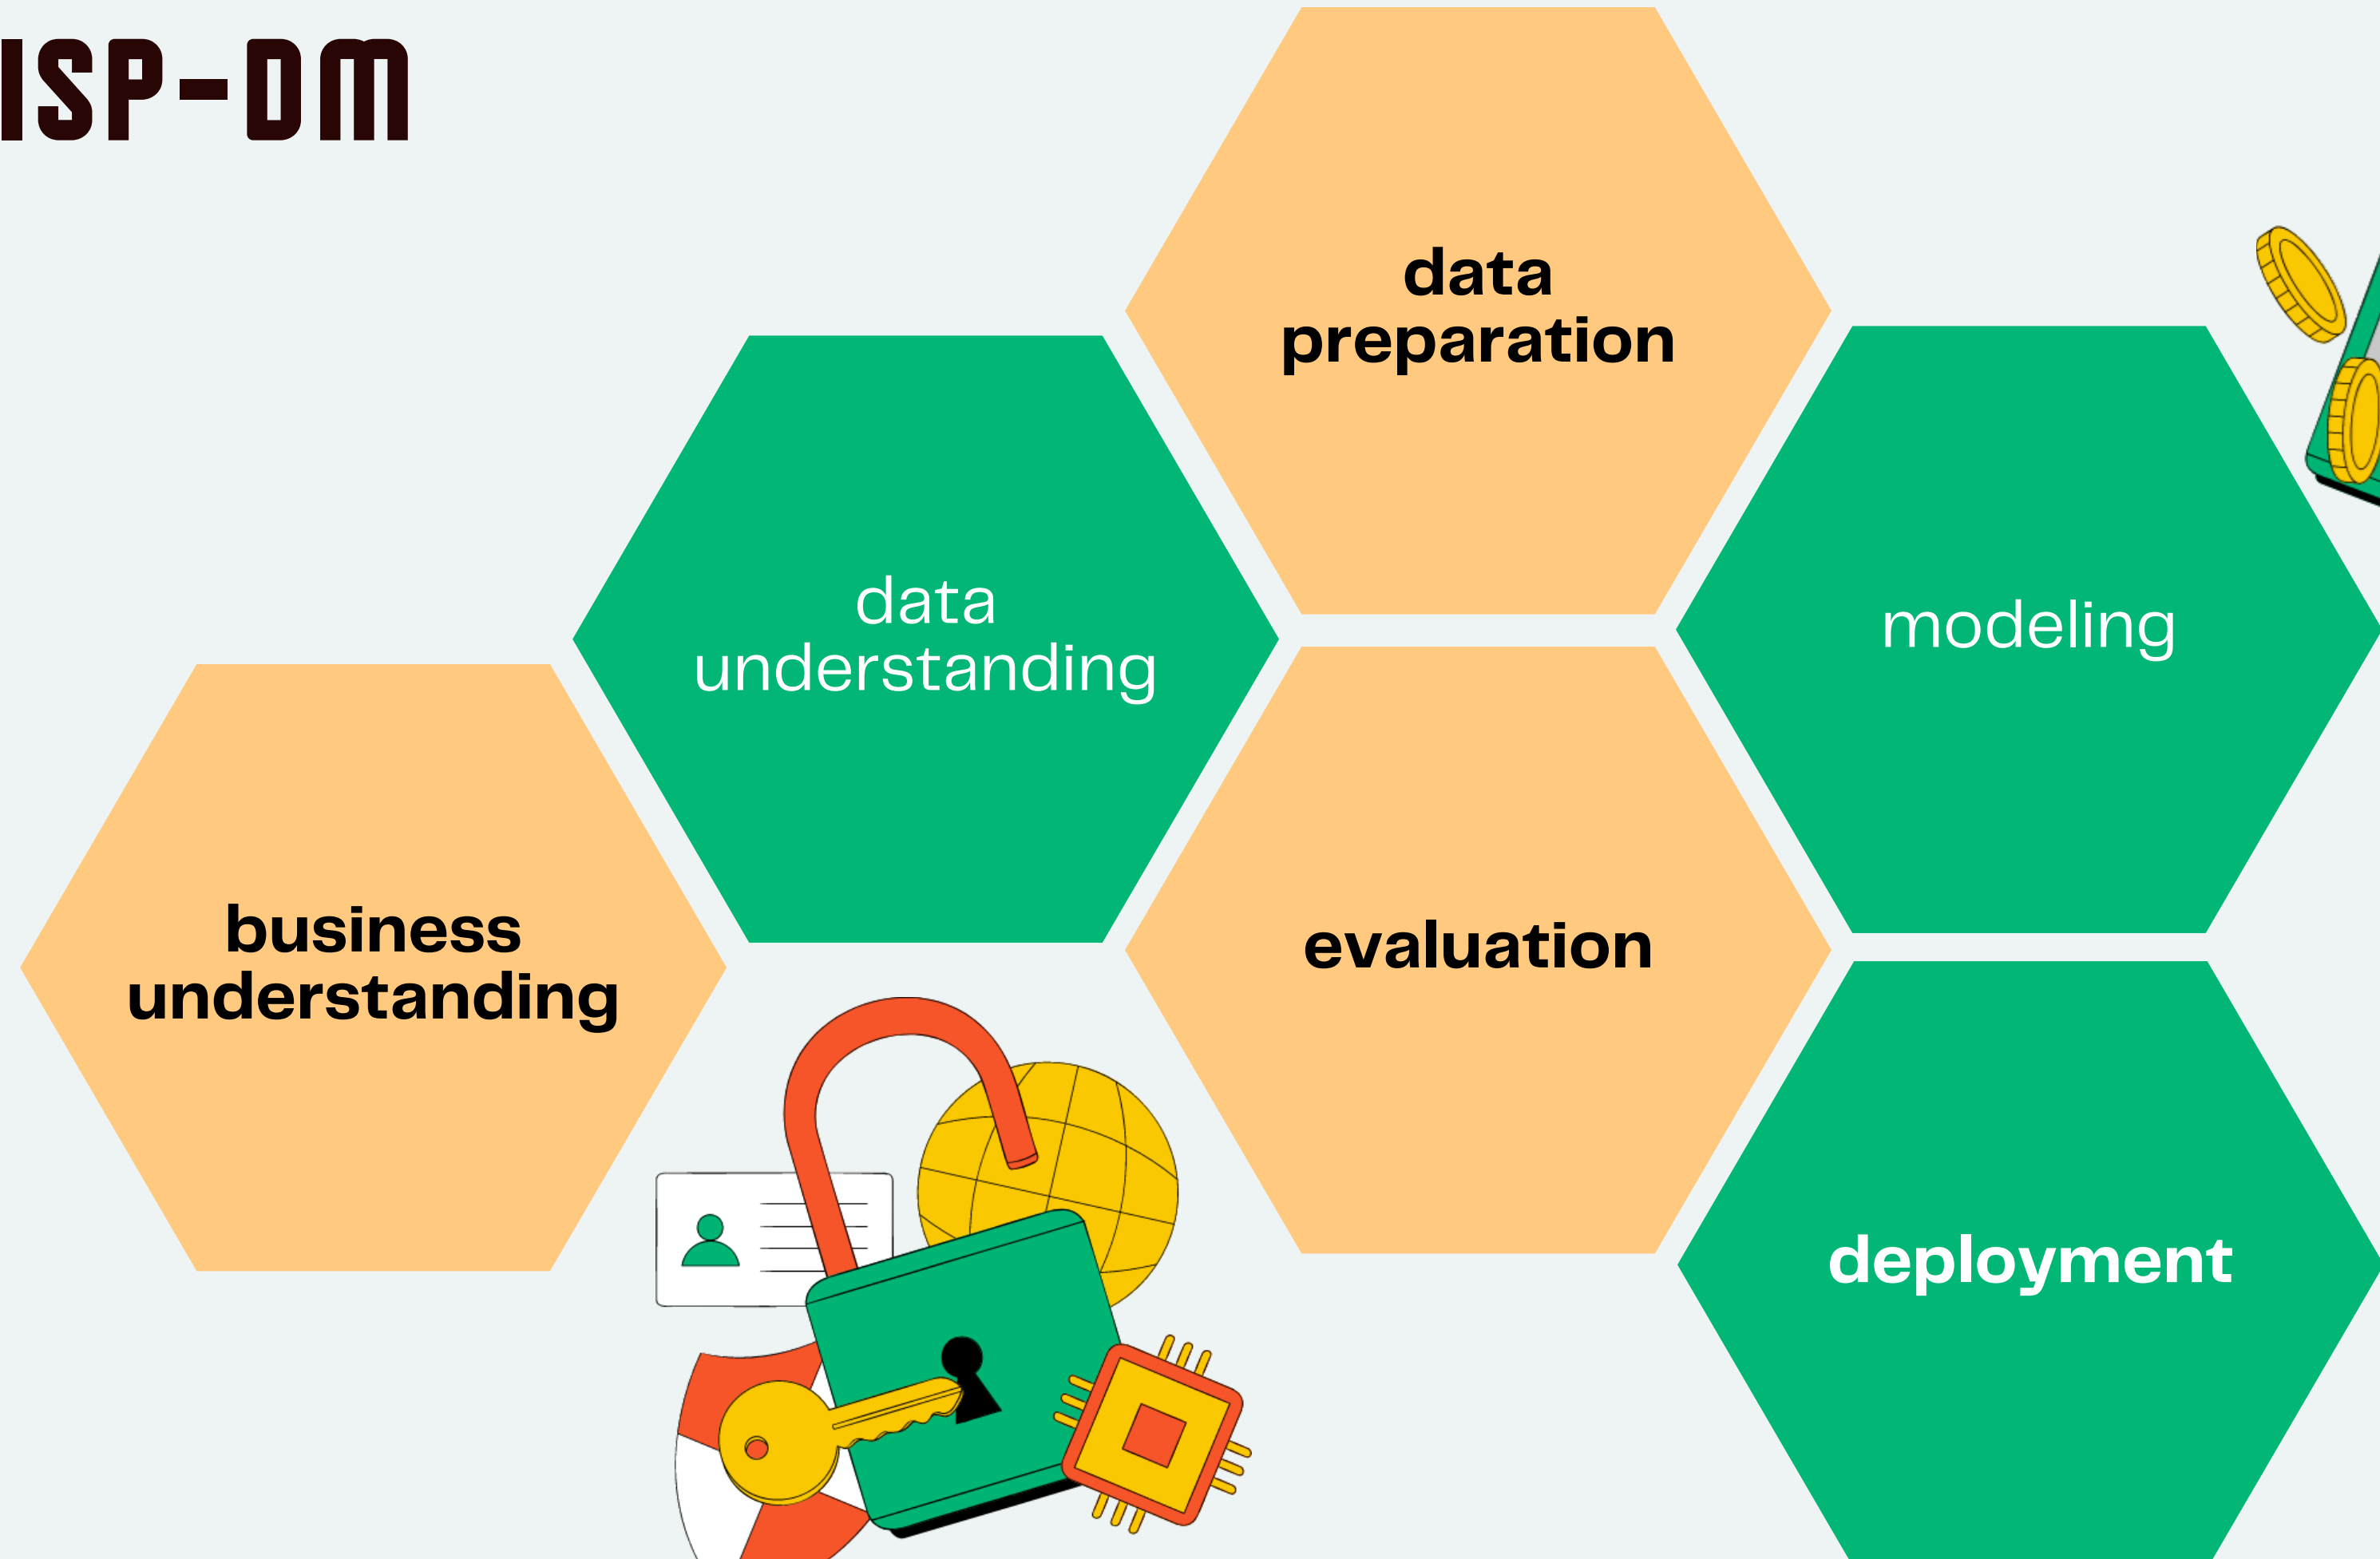 ISP-DM
data
preparation
data
understanding
modeling
business
understanding
evaluation
deployment